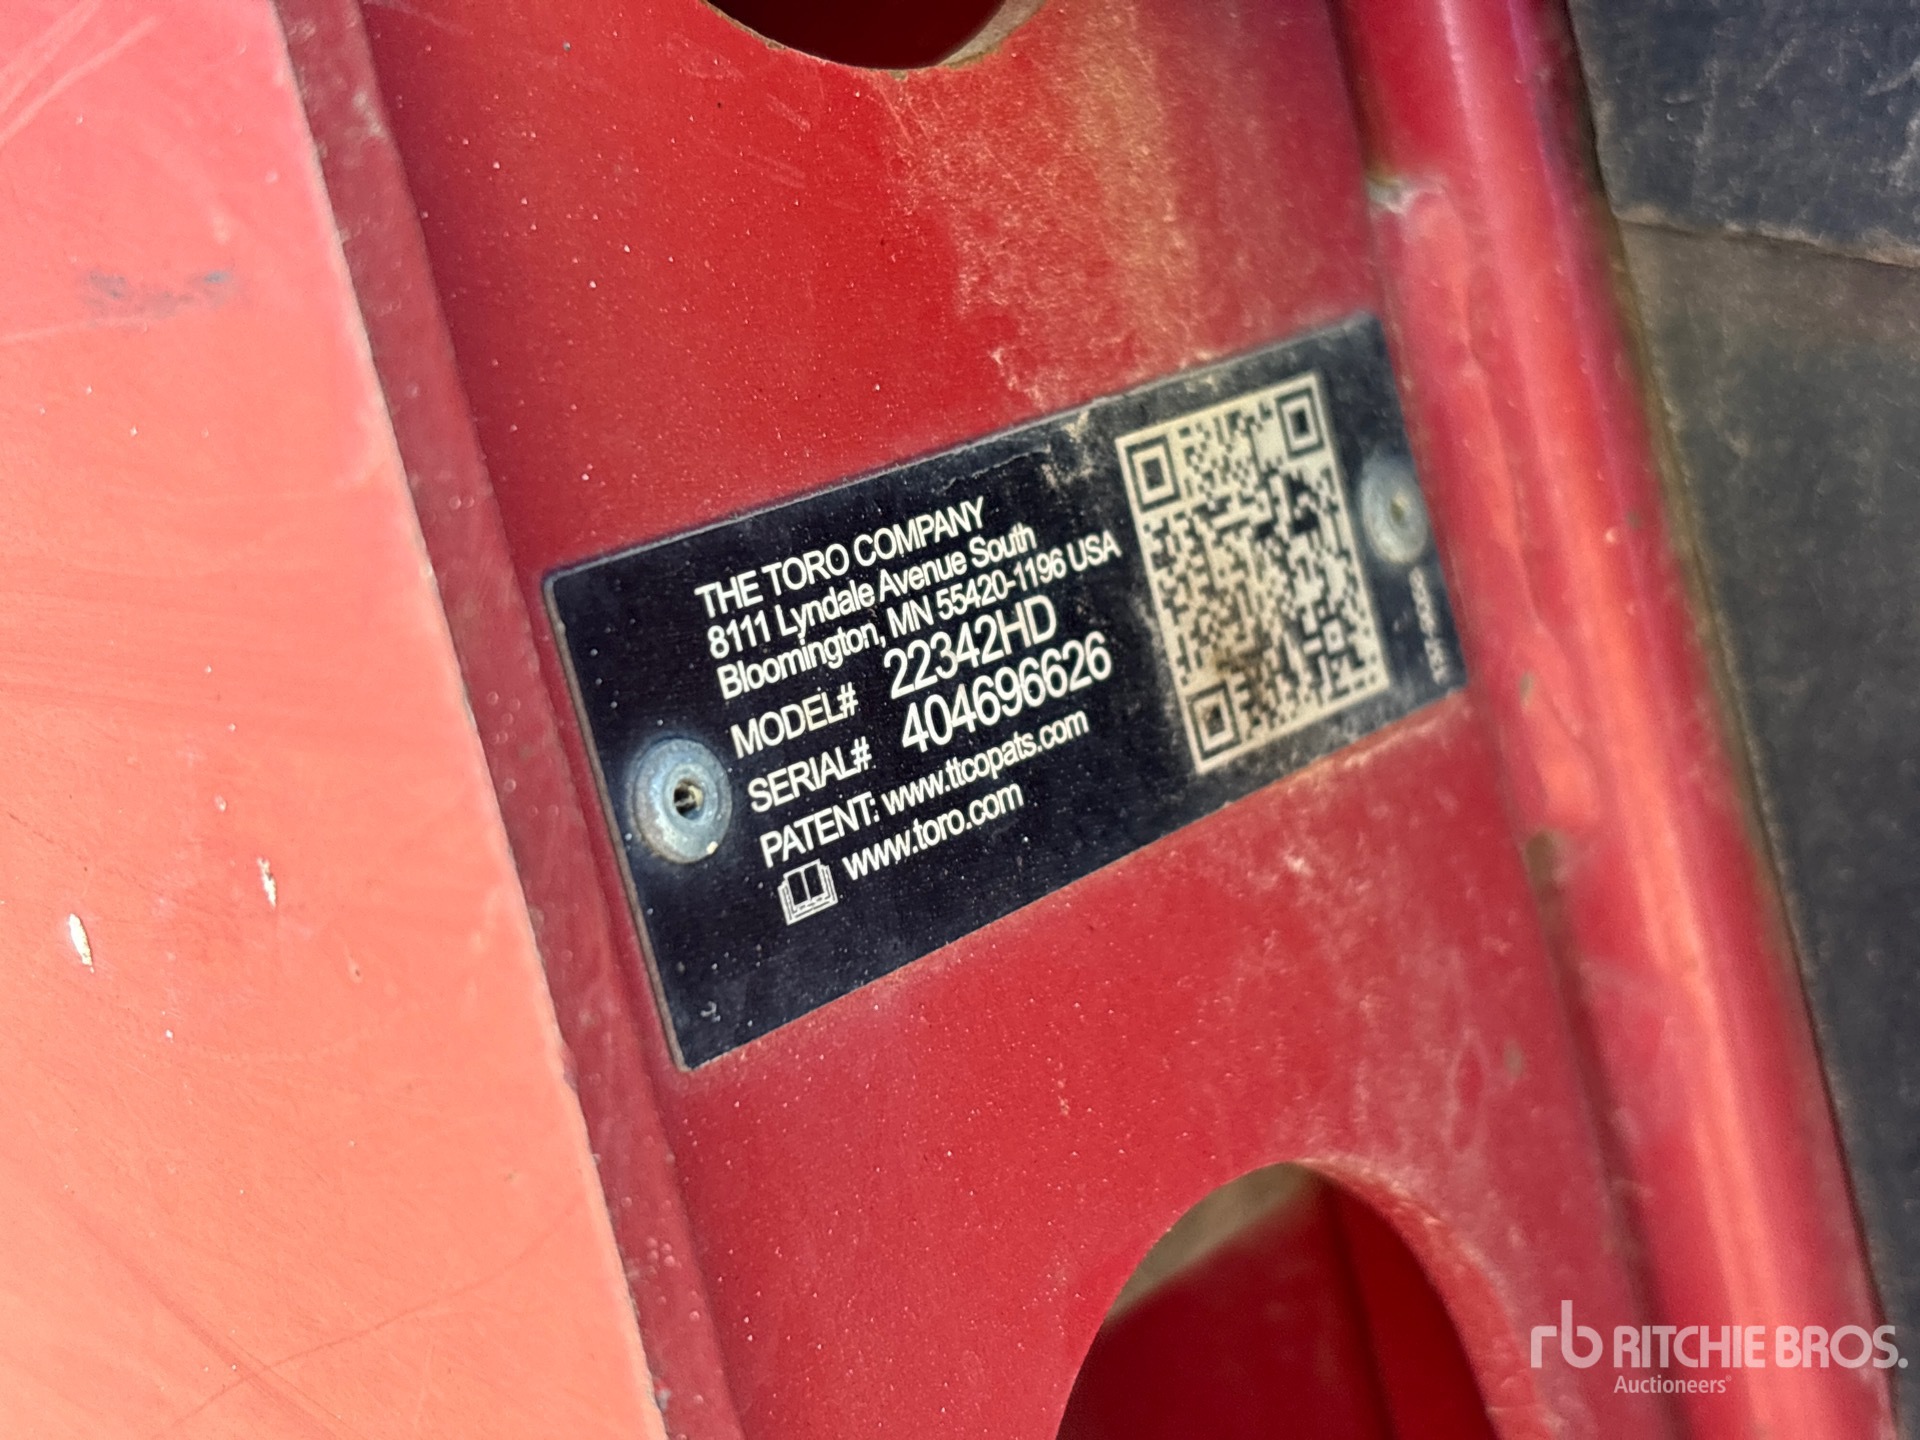 THE TORO COMPANY
8111 Lyndale Avenue South
Bloomington, MN 55420-1196 USA
MODEL# 22342HD
SERIAL# 404696626
PATENT: www.ttcopats.com
www.toro.com
rb RITCHIE BROS.
Auctioneers